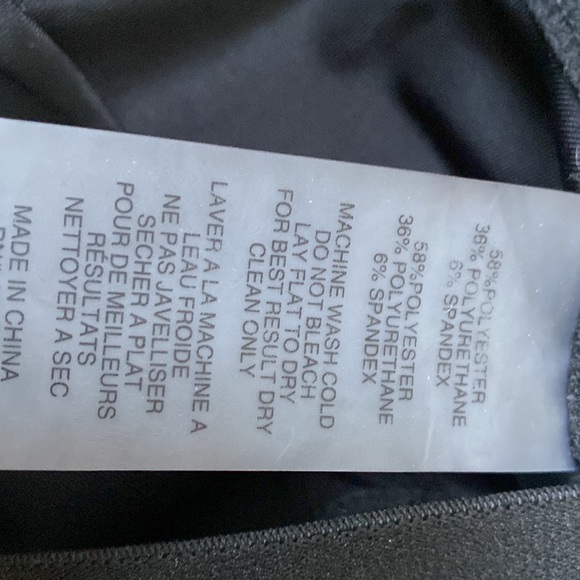 58%POLYESTER
36% POLYURETHANE
6% SPANDEX
58%POLYESTER
36% POLYURETHANE
6% SPANDEX
MACHINE WASH COLD
DO NOT BLEACH
LAY FLAT TO DRY
FOR BEST RESULT DRY
CLEAN ONLY
LAVER A LA MACHINE A
LEAU FROIDE
NE PAS JAVELLISER
SECHER A PLAT
POUR DE MEILLEURS
RÉSULTATS
NETTOYER A SEC
MADE IN CHINA